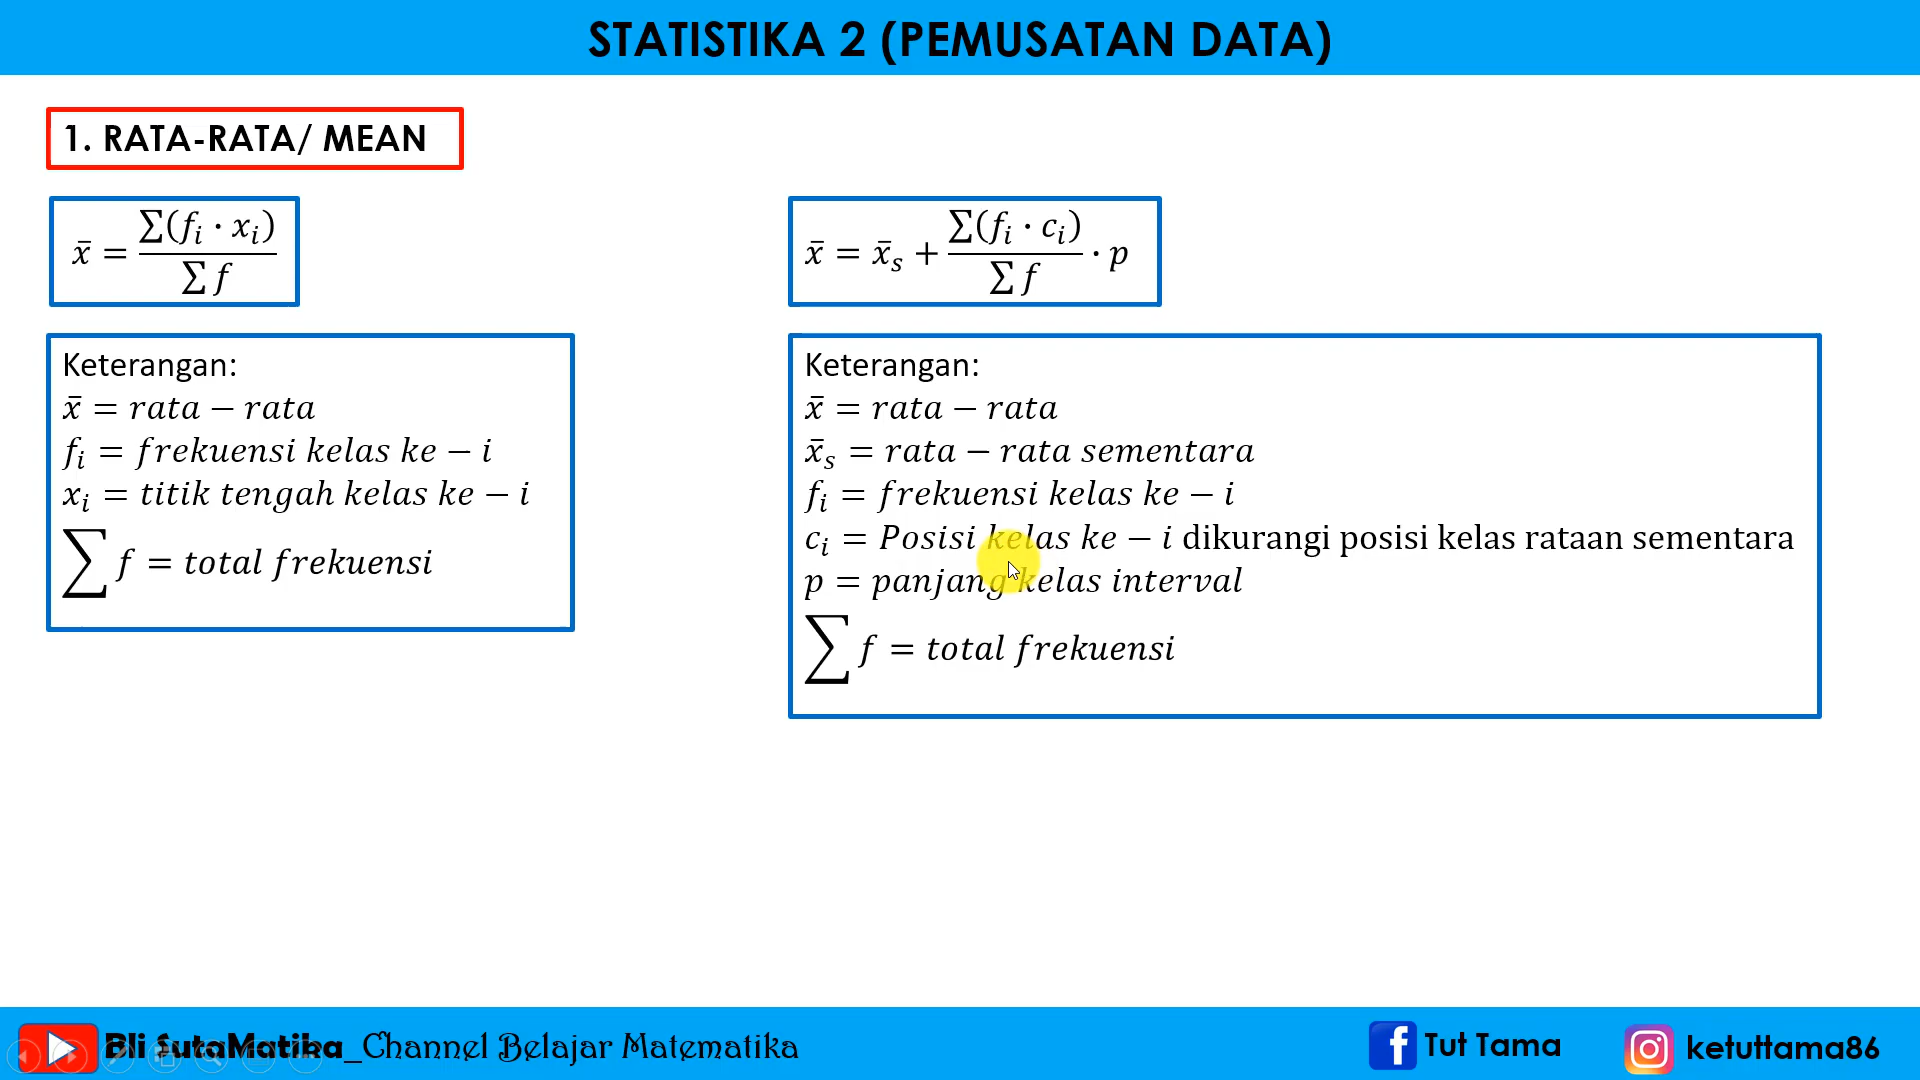 STATISTIKA 2 (PEMUSATAN DATA)
1. RATA-RATA/ MEAN
x̄ = ∑(fᵢ · xᵢ) / ∑ f
Keterangan:
x̄ = rata − rata
fᵢ = frekuensi kelas ke − i
xᵢ = titik tengah kelas ke − i
∑ f = total frekuensi
x̄ₛ + ∑(fᵢ · cᵢ) / ∑ f · p
Keterangan:
x̄ = rata − rata
x̄ₛ = rata − rata sementara
fᵢ = frekuensi kelas ke − i
cᵢ = Posisi kelas ke − i dikurangi posisi kelas rataan sementara
p = panjang kelas interval
∑ f = total frekuensi
Bli SutaMatika_Channel Belajar Matematika
Tut Tama
ketuttama86